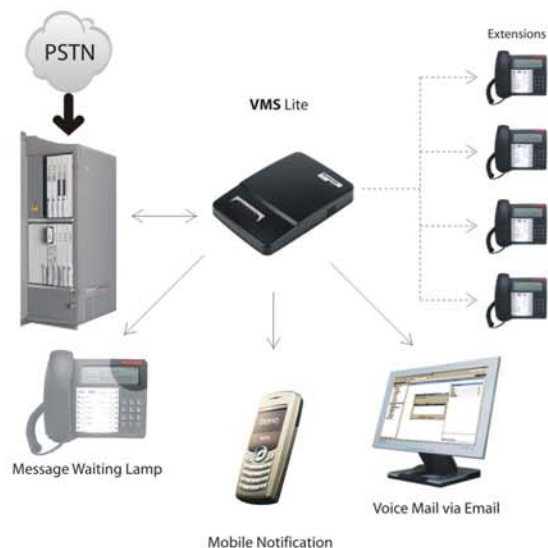 Extensions
PSTN
VMS Lite
Message Waiting Lamp
Voice Mail via Email
Mobile Notification